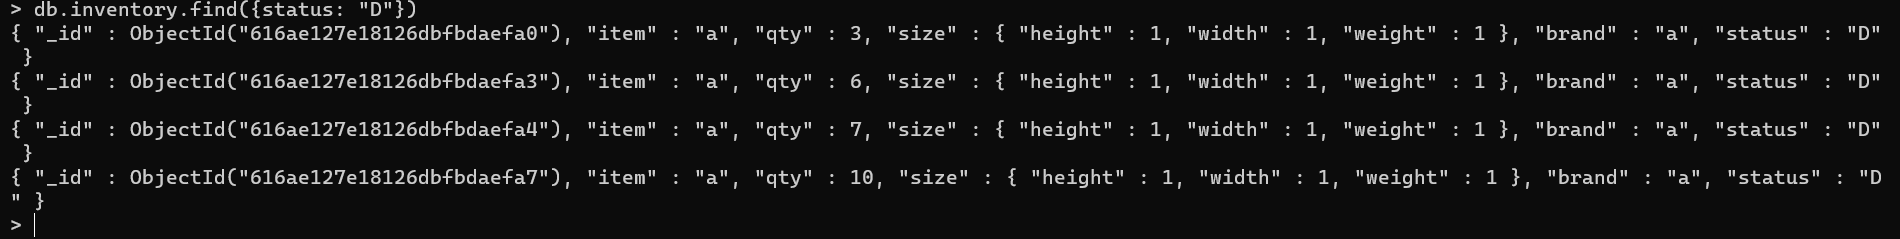 > db.inventory.find({status: "D"})
{ "_id" : ObjectId("616ae127e18126dbfbdaefa0"), "item" : "a", "qty" : 3, "size" : { "height" : 1, "width" : 1, "weight" : 1 }, "brand" : "a", "status" : "D"
 }
{ "_id" : ObjectId("616ae127e18126dbfbdaefa3"), "item" : "a", "qty" : 6, "size" : { "height" : 1, "width" : 1, "weight" : 1 }, "brand" : "a", "status" : "D"
 }
{ "_id" : ObjectId("616ae127e18126dbfbdaefa4"), "item" : "a", "qty" : 7, "size" : { "height" : 1, "width" : 1, "weight" : 1 }, "brand" : "a", "status" : "D"
 }
{ "_id" : ObjectId("616ae127e18126dbfbdaefa7"), "item" : "a", "qty" : 10, "size" : { "height" : 1, "width" : 1, "weight" : 1 }, "brand" : "a", "status" : "D
" }
>